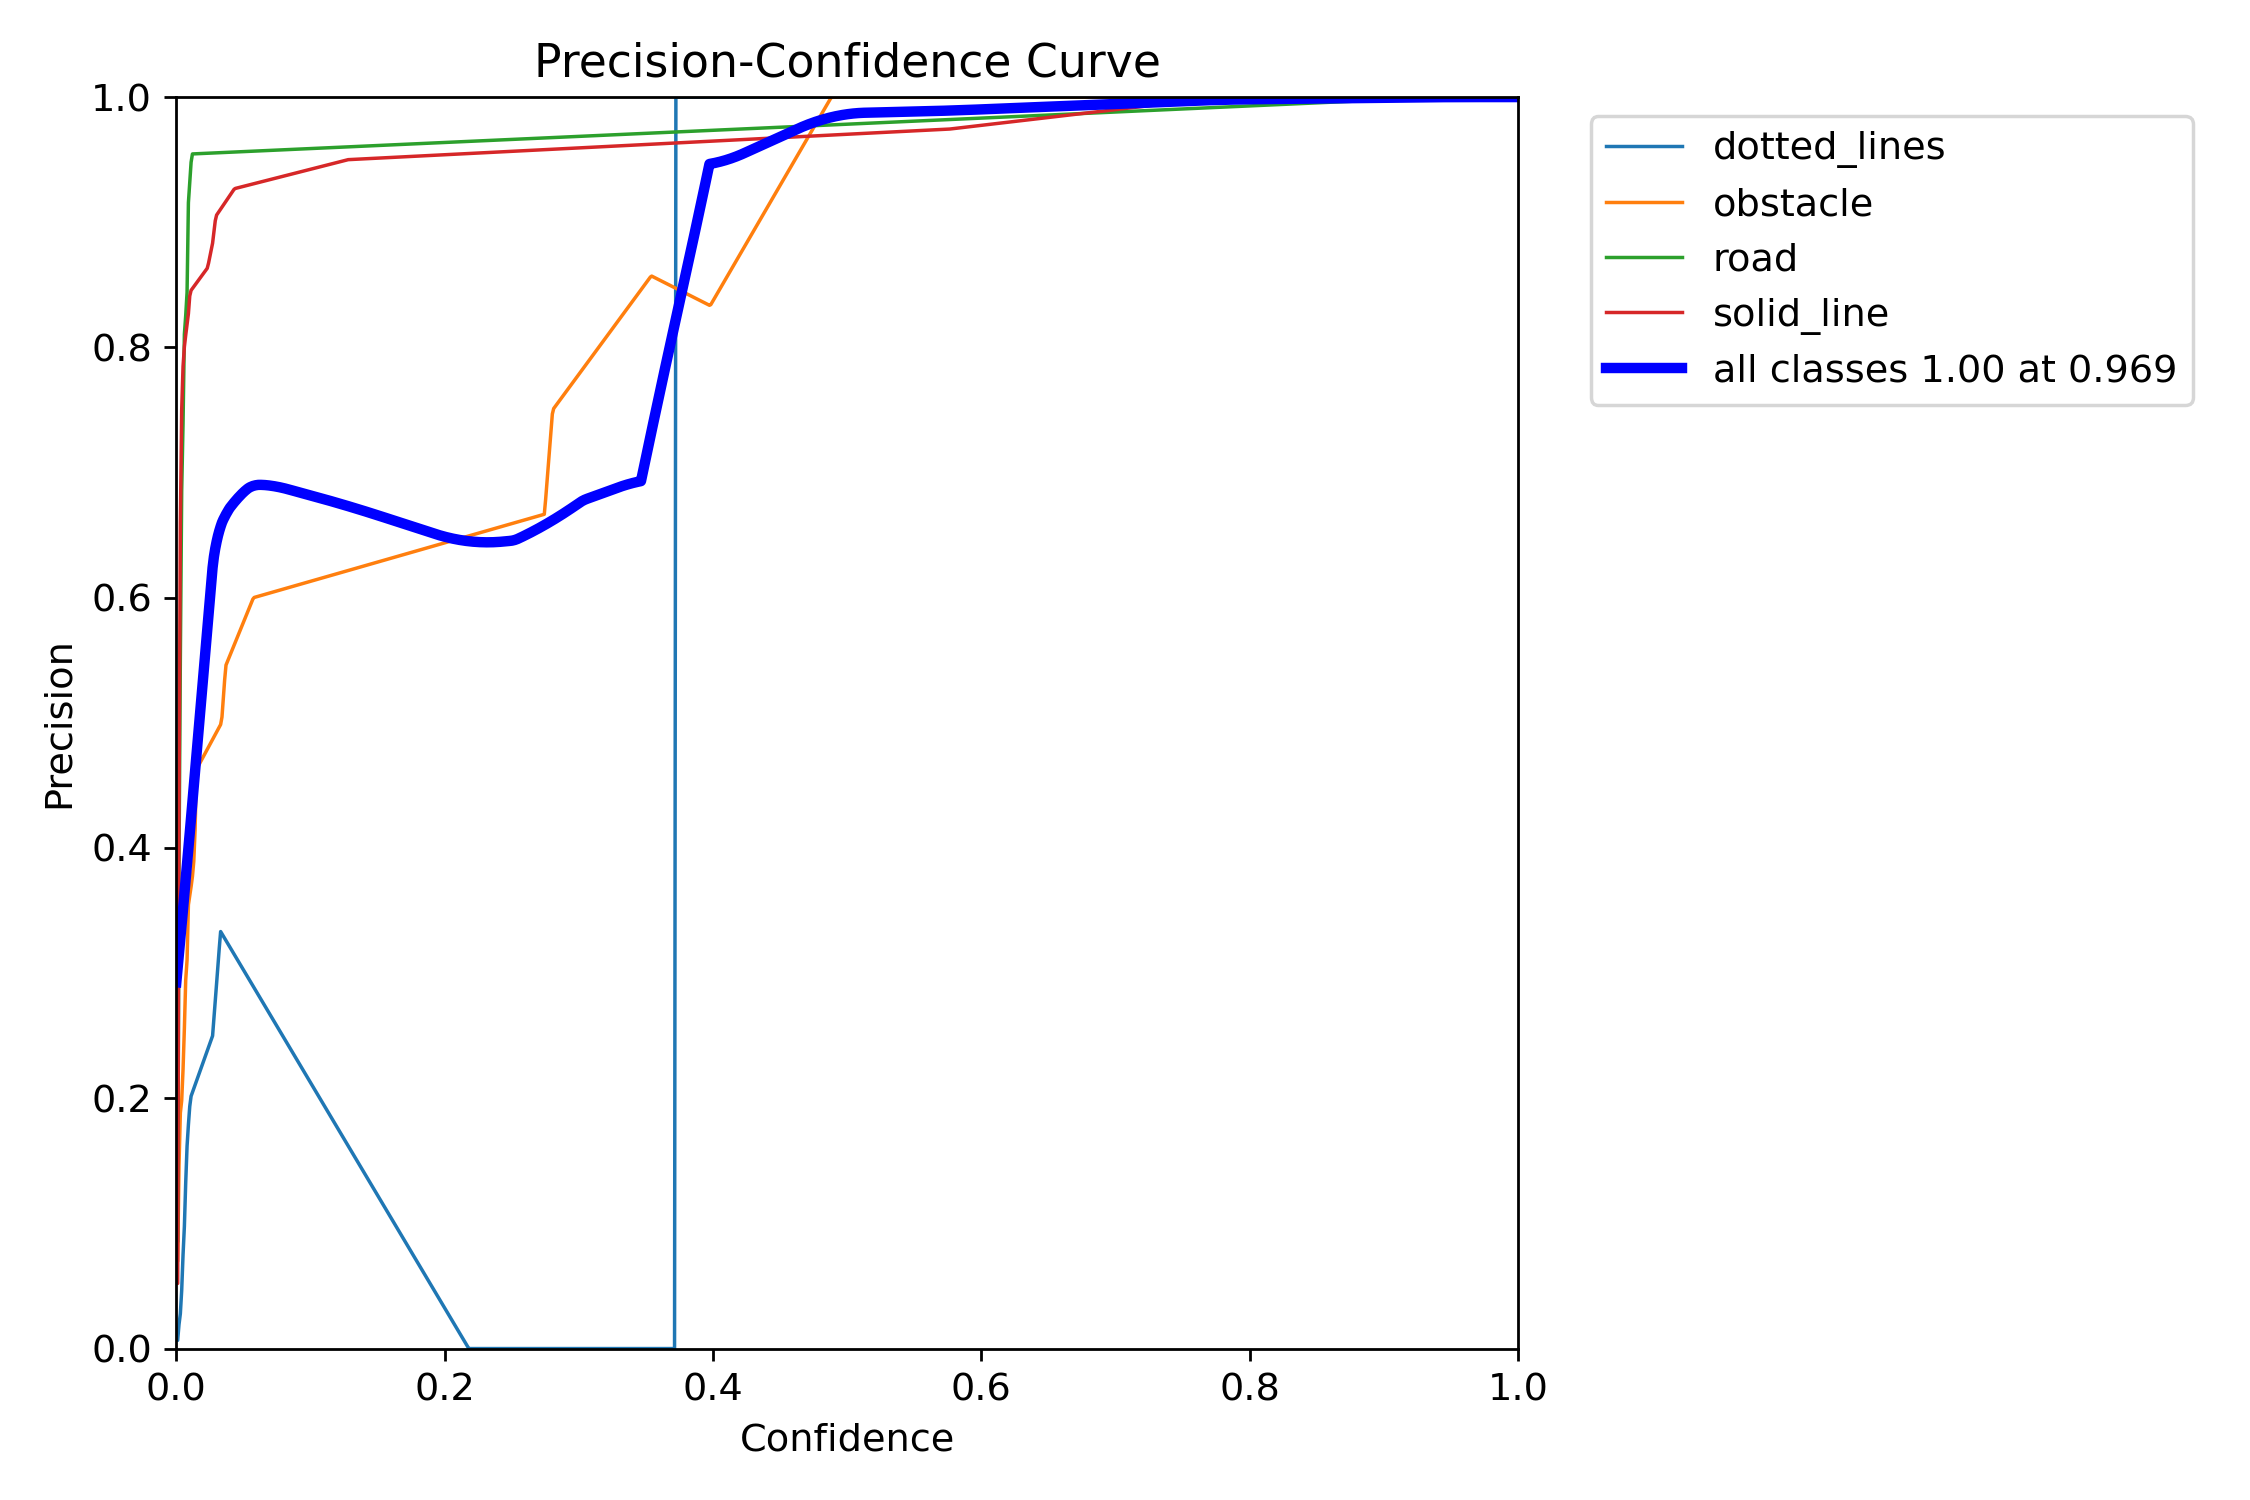 Precision-Confidence Curve
1.0
0.8
0.6
0.4
0.2
0.0
Precision
0.0 0.2 0.4 0.6 0.8 1.0
Confidence
dotted_lines
obstacle
road
solid_line
all classes 1.00 at 0.969